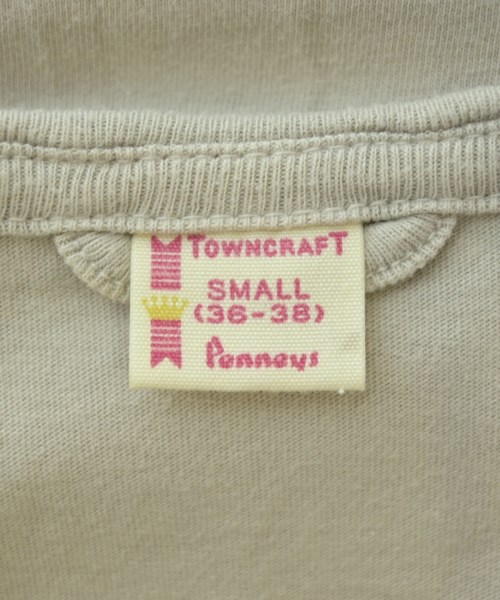 TOWNCRAFT
SMALL
(36-38)
Penneys